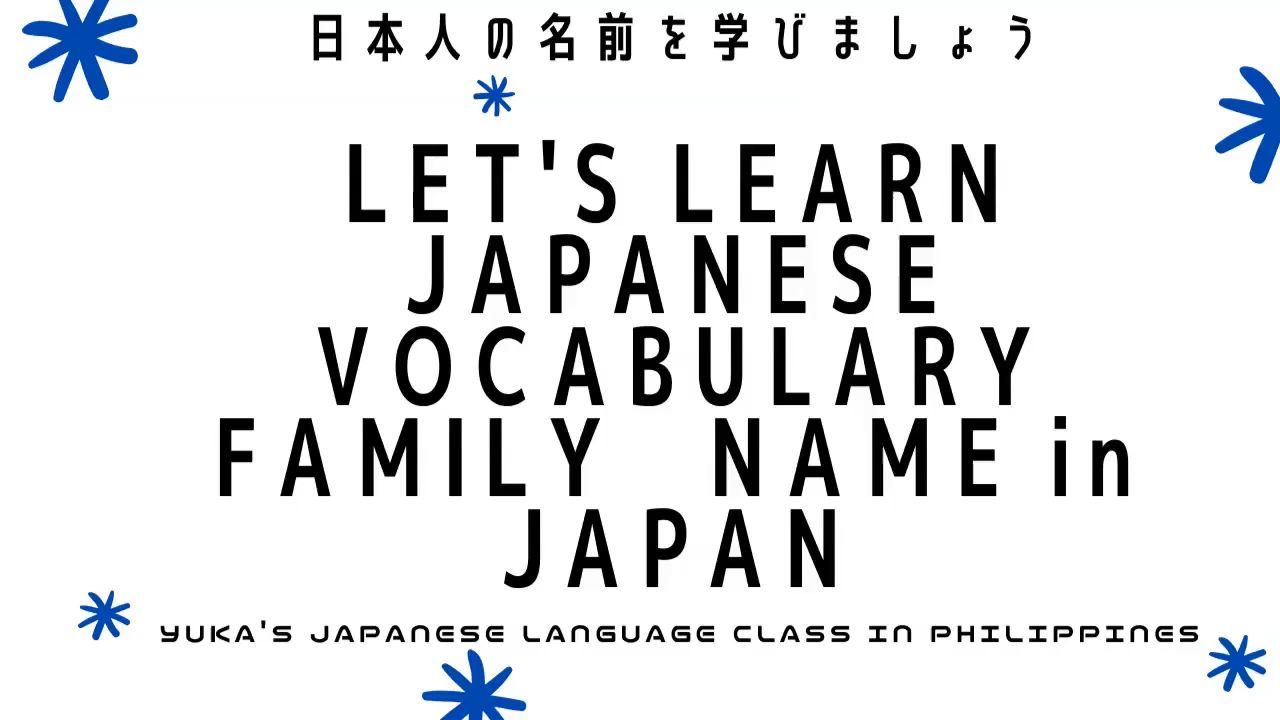 日本人の名前を学びましょう
LET'S LEARN
JAPANESE
VOCABULARY
FAMILY NAME in
JAPAN
YUKA'S JAPANESE LANGUAGE CLASS IN PHILIPPINES